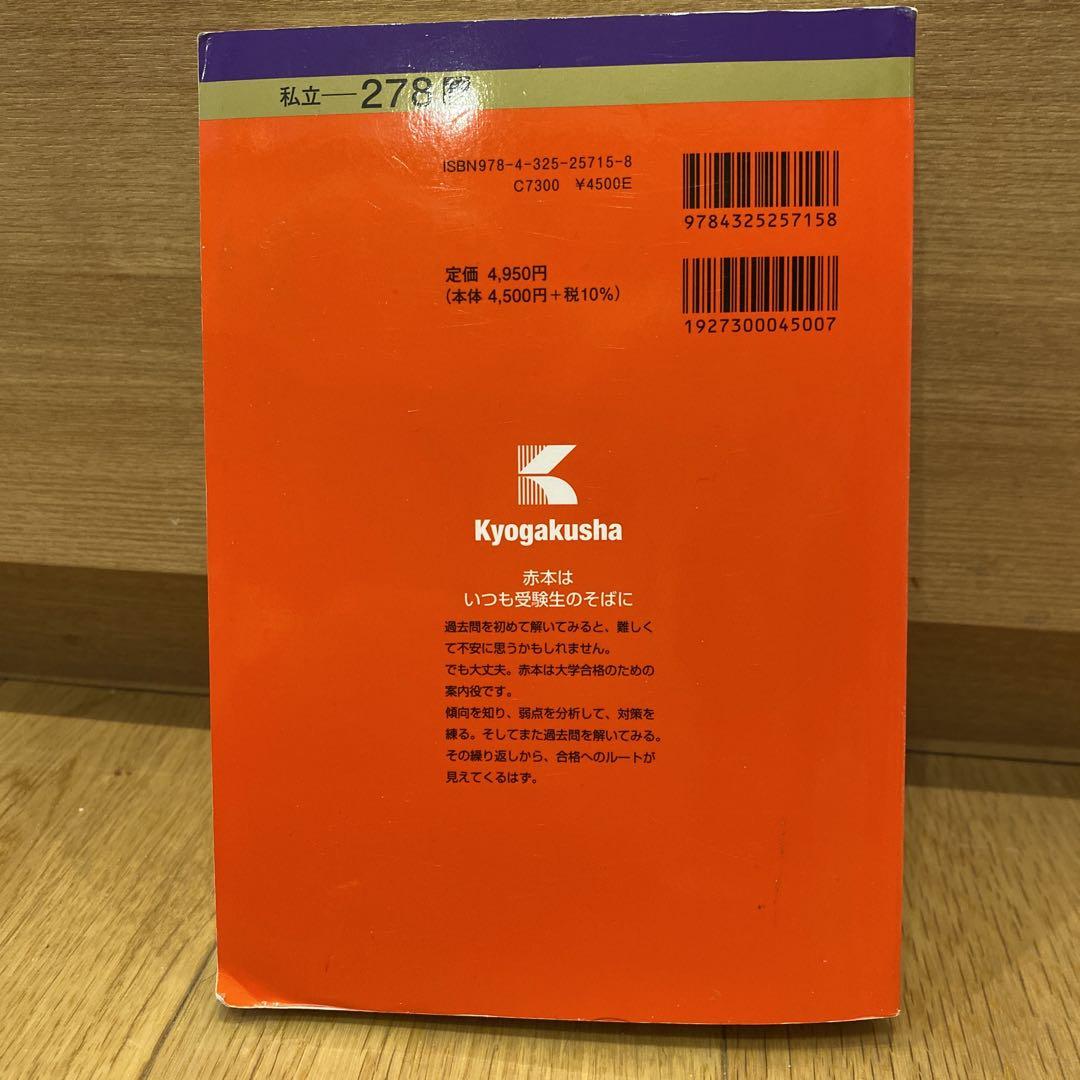 私立―278
ISBN978-4-325-25715-8
C7300 ¥4500E
9784325257158
定価 4,950円
(本体 4,500円+税10%)
1927300045007
Kyogakusha
赤本は
いつも受験生のそばに
過去問を初めて解いてみると、難しく
て不安に思うかもしれません。
でも大丈夫。赤本は大学合格のための
案内役です。
傾向を知り、弱点を分析して、対策を
練る。そしてまた過去問を解いてみる。
その繰り返しから、合格へのルートが
見えてくるはず。